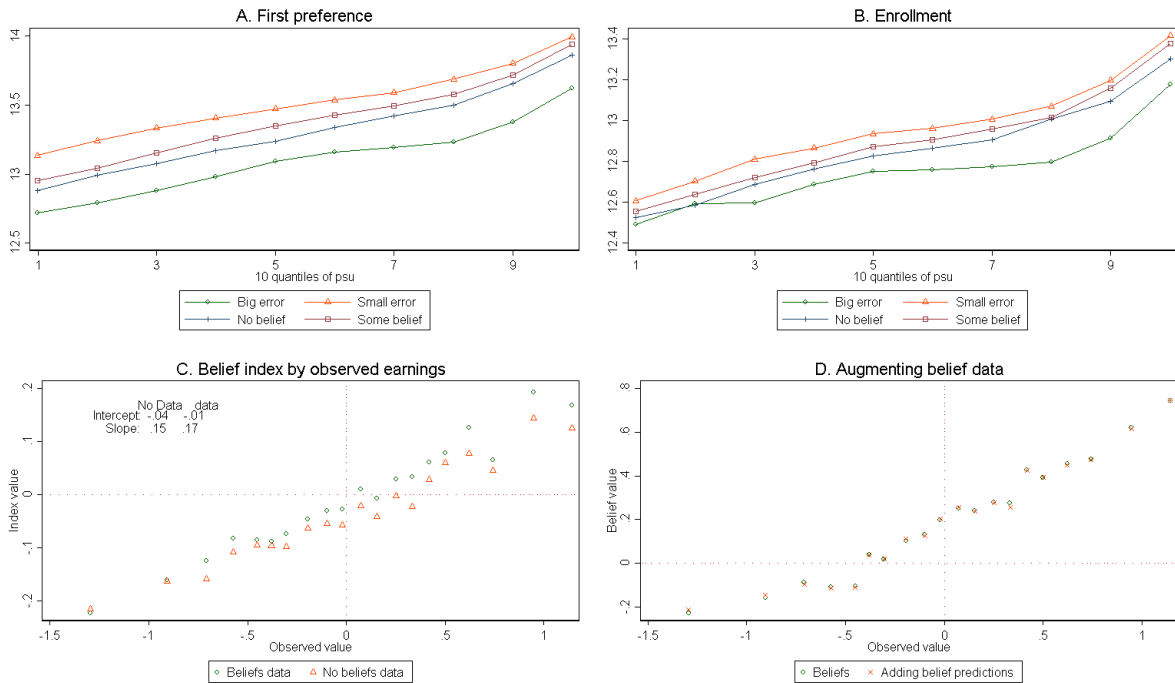 A. First preference
14
13.5
13
12.5
1 3 5 7 9
10 quantiles of psu
Big error Small error
No belief Some belief
B. Enrollment
13.4
13.2
13
12.8
12.6
12.4
1 3 5 7 9
10 quantiles of psu
Big error Small error
No belief Some belief
C. Belief index by observed earnings
Index value
.2
.1
0
-.1
-.2
No Data data
Intercept: -.04 -.01
Slope: .15 .17
-1.5 -1 -.5 0 .5 1
Observed value
Beliefs data No beliefs data
D. Augmenting belief data
Belief value
.8
.6
.4
.2
0
-.2
-1.5 -1 -.5 0 .5 1
Observed value
Beliefs Adding belief predictions